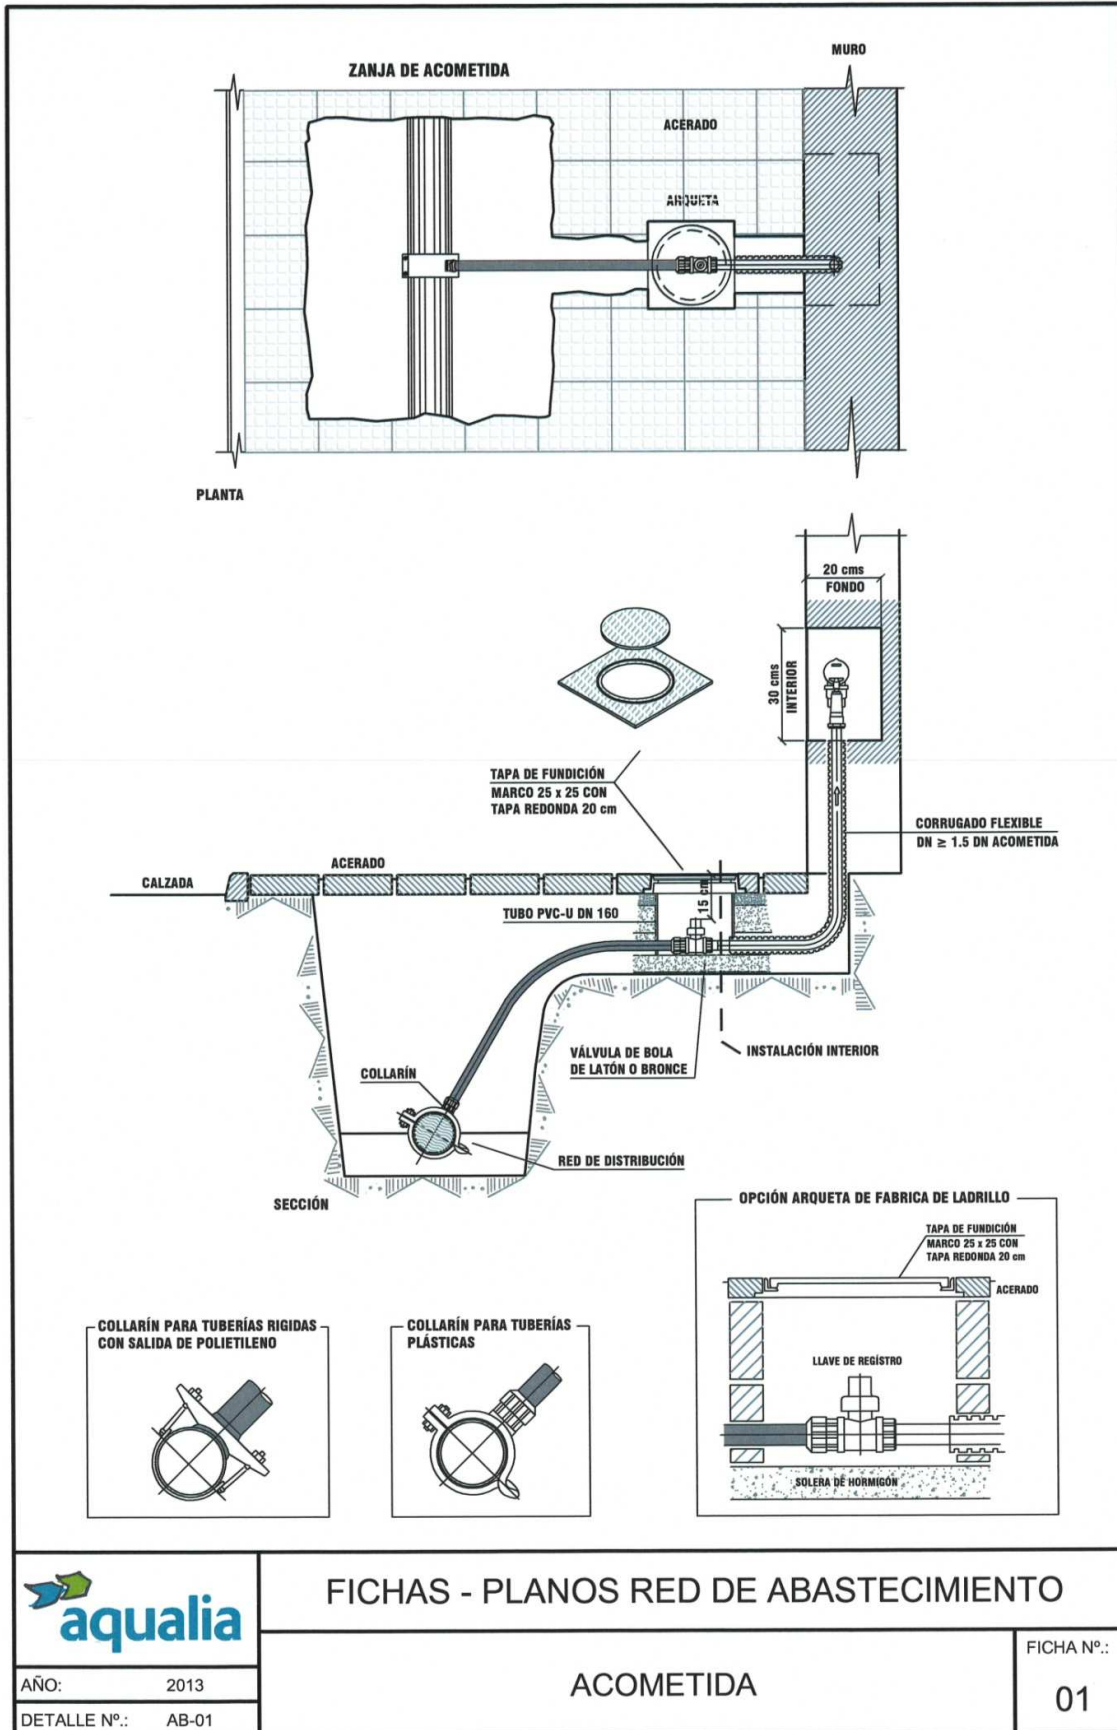 ZANJA DE ACOMETIDA
MURO
ACERADO
ARQUETA
PLANTA
20 cms
FONDO
30 cms
INTERIOR
TAPA DE FUNDICIÓN
MARCO 25 x 25 CON
TAPA REDONDA 20 cm
CORRUGADO FLEXIBLE
DN ≥ 1.5 DN ACOMETIDA
ACERADO
CALZADA
15 cm
TUBO PVC-U DN 160
INSTALACIÓN INTERIOR
VÁLVULA DE BOLA
DE LATÓN O BRONCE
COLLARÍN
RED DE DISTRIBUCIÓN
SECCIÓN
OPCIÓN ARQUETA DE FABRICA DE LADRILLO
TAPA DE FUNDICIÓN
MARCO 25 x 25 CON
TAPA REDONDA 20 cm
ACERADO
LLAVE DE REGÍSTRO
SOLERA DE HORMIGÓN
COLLARÍN PARA TUBERÍAS RIGIDAS
CON SALIDA DE POLIETILENO
COLLARÍN PARA TUBERÍAS
PLÁSTICAS
aqualia
FICHAS - PLANOS RED DE ABASTECIMIENTO
AÑO: 2013
DETALLE Nº.: AB-01
ACOMETIDA
FICHA Nº.:
01